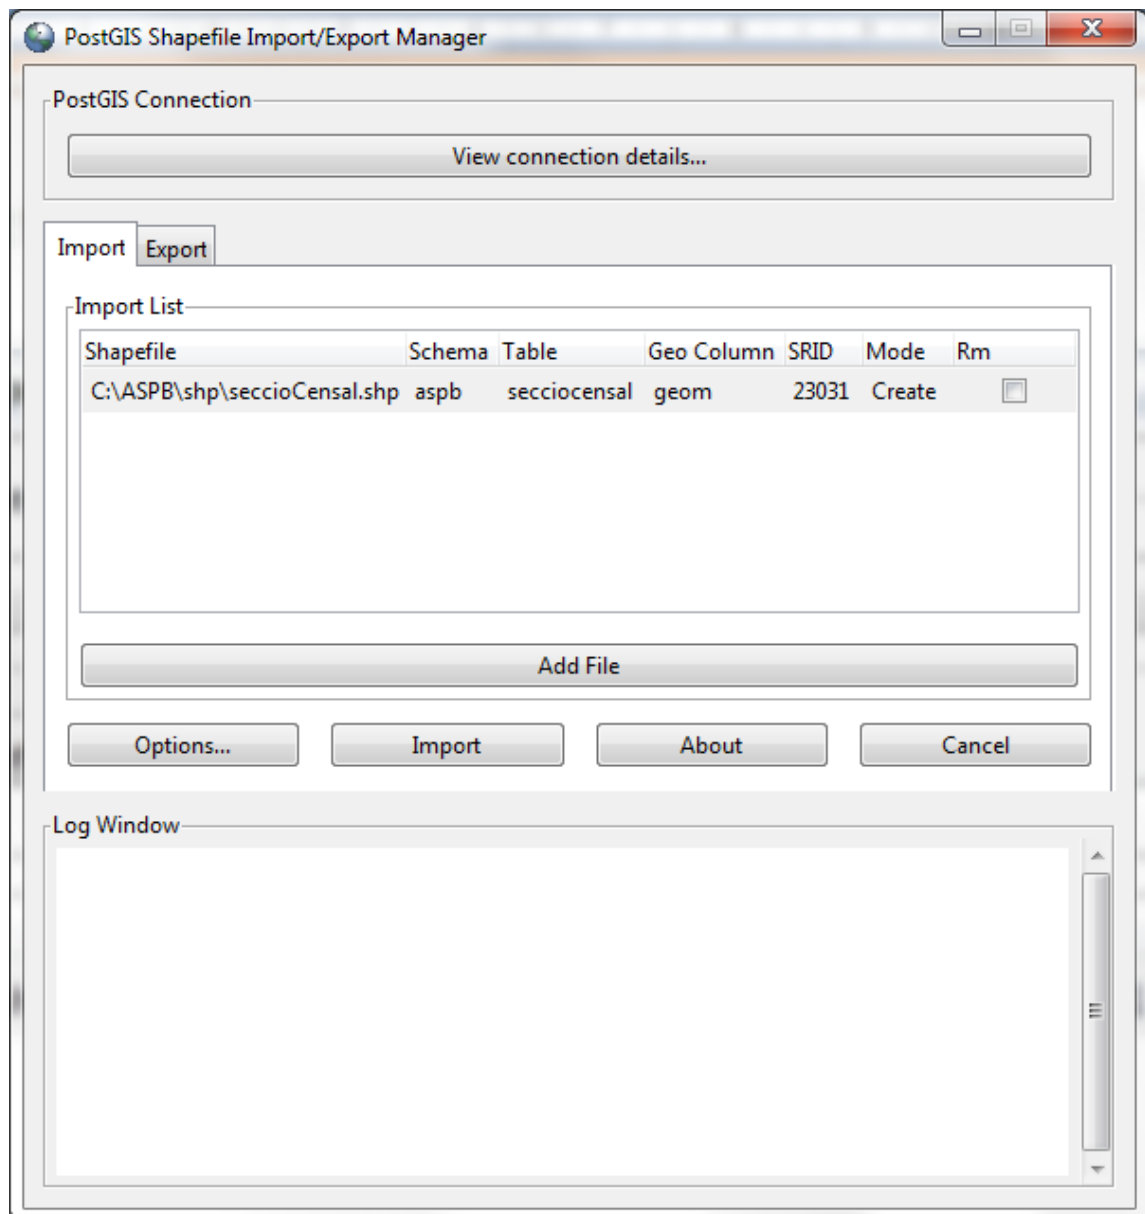 PostGIS Shapefile Import/Export Manager
PostGIS Connection
View connection details...
Import Export
Import List
Shapefile Schema Table Geo Column SRID Mode Rm
C:\ASPB\shp\seccioCensal.shp aspb secciocensal geom 23031 Create
Add File
Options... Import About Cancel
Log Window